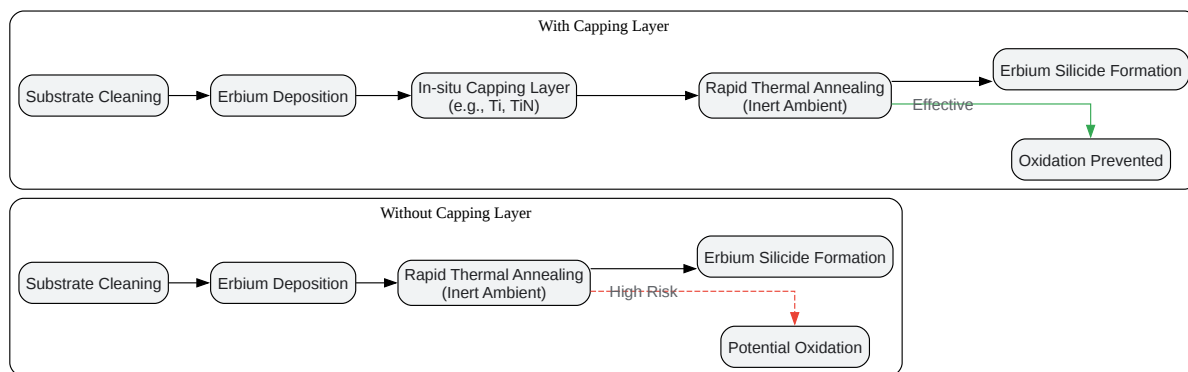 With Capping Layer
Substrate Cleaning
Erbium Deposition
In-situ Capping Layer
(e.g., Ti, TiN)
Rapid Thermal Annealing
(Inert Ambient)
Erbium Silicide Formation
Effective
Oxidation Prevented
Without Capping Layer
Substrate Cleaning
Erbium Deposition
Rapid Thermal Annealing
(Inert Ambient)
Erbium Silicide Formation
High Risk
Potential Oxidation